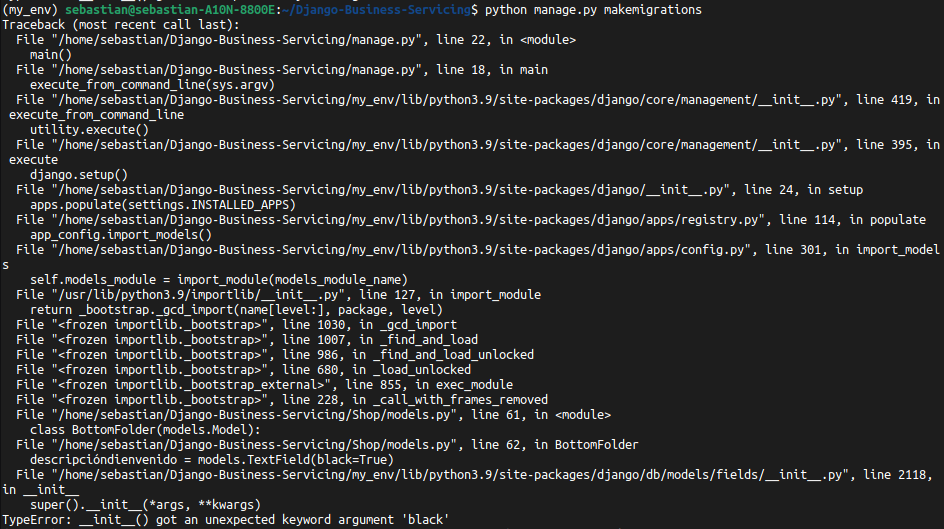 (my_env) sebastian@sebastian-A10N-8800E:~/Django-Business-Servicing$ python manage.py makemigrations
Traceback (most recent call last):
  File "/home/sebastian/Django-Business-Servicing/manage.py", line 22, in <module>
    main()
  File "/home/sebastian/Django-Business-Servicing/manage.py", line 18, in main
    execute_from_command_line(sys.argv)
  File "/home/sebastian/Django-Business-Servicing/my_env/lib/python3.9/site-packages/django/core/management/__init__.py", line 419, in
 execute_from_command_line
    utility.execute()
  File "/home/sebastian/Django-Business-Servicing/my_env/lib/python3.9/site-packages/django/core/management/__init__.py", line 395, in
 execute
    django.setup()
  File "/home/sebastian/Django-Business-Servicing/my_env/lib/python3.9/site-packages/django/__init__.py", line 24, in setup
    apps.populate(settings.INSTALLED_APPS)
  File "/home/sebastian/Django-Business-Servicing/my_env/lib/python3.9/site-packages/django/apps/registry.py", line 114, in populate
    app_config.import_models()
  File "/home/sebastian/Django-Business-Servicing/my_env/lib/python3.9/site-packages/django/apps/config.py", line 301, in import_model
s
    self.models_module = import_module(models_module_name)
  File "/usr/lib/python3.9/importlib/__init__.py", line 127, in import_module
    return _bootstrap._gcd_import(name[level:], package, level)
  File "<frozen importlib._bootstrap>", line 1030, in _gcd_import
  File "<frozen importlib._bootstrap>", line 1007, in _find_and_load
  File "<frozen importlib._bootstrap>", line 986, in _find_and_load_unlocked
  File "<frozen importlib._bootstrap>", line 680, in _load_unlocked
  File "<frozen importlib._bootstrap_external>", line 855, in exec_module
  File "<frozen importlib._bootstrap>", line 228, in _call_with_frames_removed
  File "/home/sebastian/Django-Business-Servicing/Shop/models.py", line 61, in <module>
    class BottomFolder(models.Model):
  File "/home/sebastian/Django-Business-Servicing/Shop/models.py", line 62, in BottomFolder
    descripcióndienvenido = models.TextField(black=True)
  File "/home/sebastian/Django-Business-Servicing/my_env/lib/python3.9/site-packages/django/db/models/fields/__init__.py", line 2118,
in __init__
    super().__init__(*args, **kwargs)
TypeError: __init__() got an unexpected keyword argument 'black'